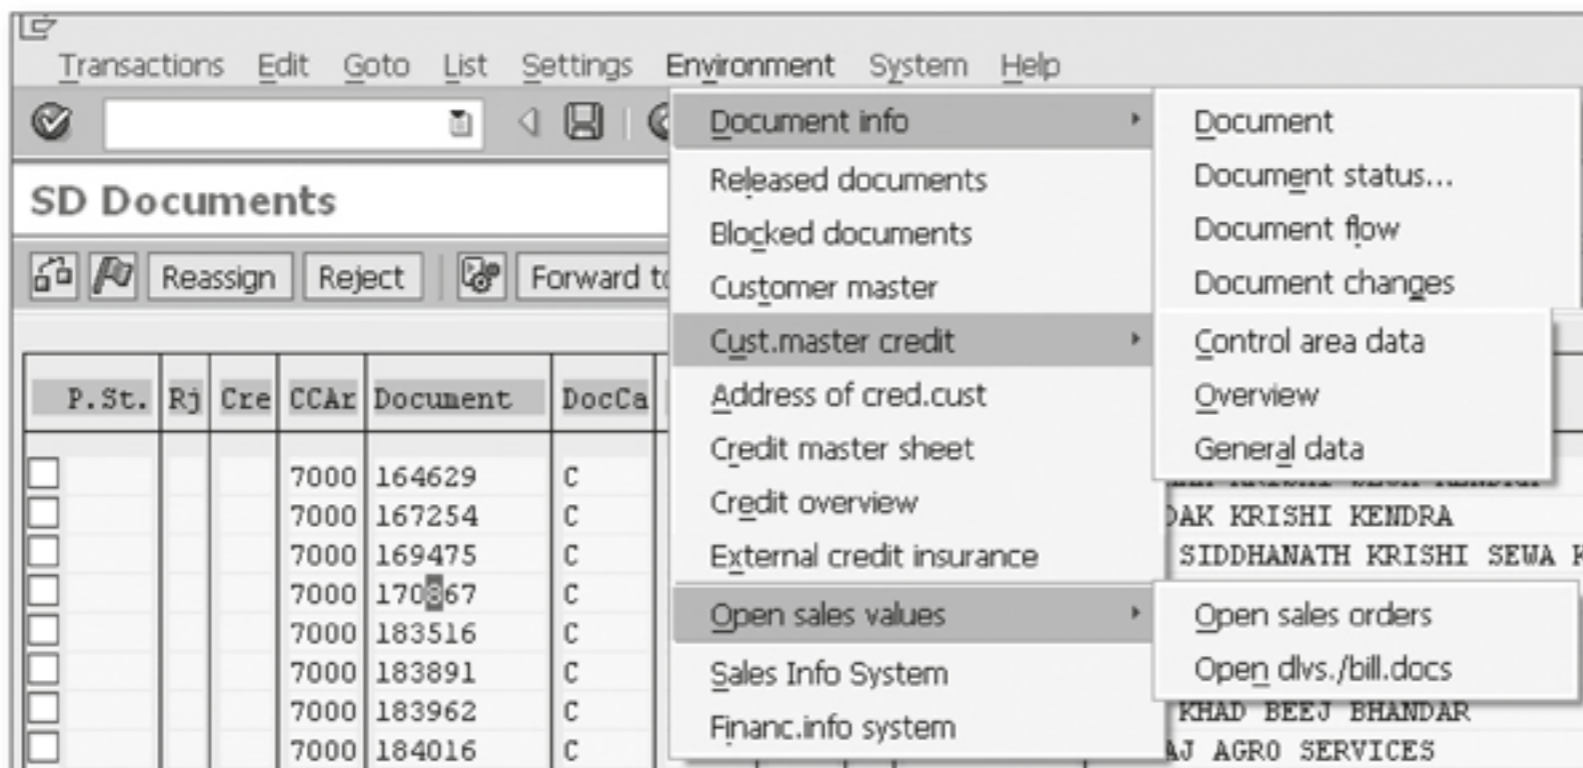 Transactions Edit Goto List Settings Environment System Help
SD Documents
Reassign Reject Forward
Document info
Released documents
Blocked documents
Customer master
Cust.master credit
Address of cred.cust
Credit master sheet
Credit overview
External credit insurance
Open sales values
Sales Info System
Financ.info system
Document
Document status...
Document flow
Document changes
Control area data
Overview
General data
Open sales orders
Open dlvs./bill.docs
P.St. Rj Cre CCAr Document DocCa
7000 164629 C
7000 167254 C KRISHI KENDRA
7000 169475 C SIDDHANATH KRISHI SEWA
7000 170867 C
7000 183516 C
7000 183891 C
7000 183962 C KHAD BEEJ BHANDAR
7000 184016 C AGRO SERVICES